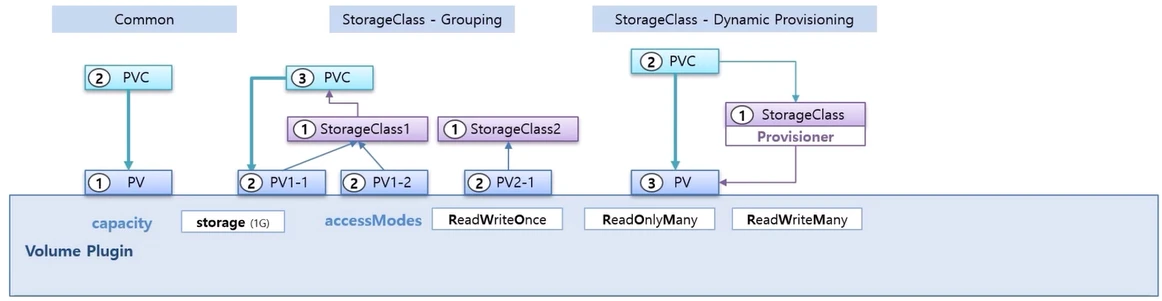 Common
StorageClass - Grouping
StorageClass - Dynamic Provisioning
2 PVC
1 PV
3 PVC
1 StorageClass1
1 StorageClass2
2 PV1-1
2 PV1-2
2 PV2-1
2 PVC
1 StorageClass
Provisioner
3 PV
capacity
storage (1G)
accessModes
ReadWriteOnce
ReadOnlyMany
ReadWriteMany
Volume Plugin